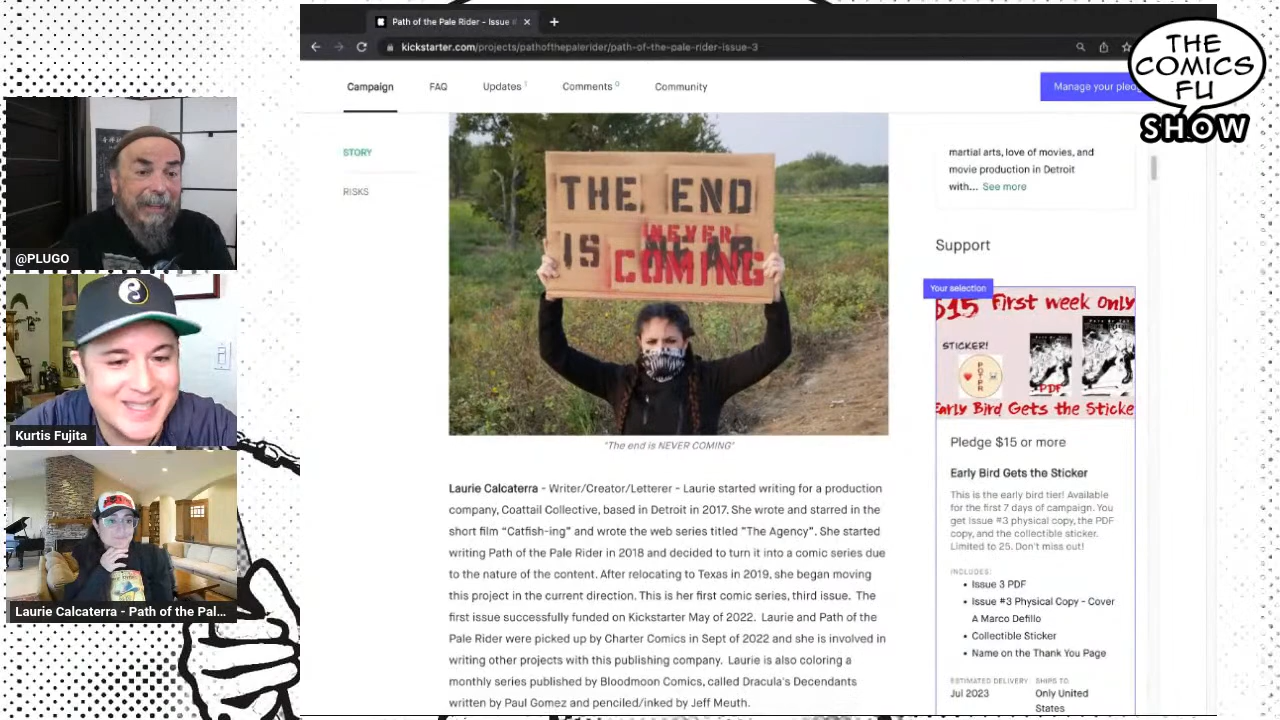 Path of the Pale Rider - Issue #
kickstarter.com/projects/pathofthepalerider/path-of-the-pale-rider-issue-3
THE
COMICS
FU
SHOW
Campaign
FAQ
Updates 1
Comments 0
Community
Manage your pledg
STORY
RISKS
THE END
IS NEAR
NEVER
COMING
"The end is NEVER COMING"
Laurie Calcaterra - Writer/Creator/Letterer - Laurie started writing for a production
company, Coattail Collective, based in Detroit in 2017. She wrote and starred in the
short film "Catfish-ing" and wrote the web series titled "The Agency". She started
writing Path of the Pale Rider in 2018 and decided to turn it into a comic series due
to the nature of the content. After relocating to Texas in 2019, she began moving
this project in the current direction. This is her first comic series, third issue. The
first issue successfully funded on Kickstarter May of 2022. Laurie and Path of the
Pale Rider were picked up by Charter Comics in Sept of 2022 and she is involved in
writing other projects with this publishing company. Laurie is also coloring a
monthly series published by Bloodmoon Comics, called Dracula's Decendants
written by Paul Gomez and penciled/inked by Jeff Meuth.
martial arts, love of movies, and
movie production in Detroit
with... See more
Support
Your selection
$15 First week only
STICKER!
POTPR
PDF
Early Bird Gets the Sticke
Pledge $15 or more
Early Bird Gets the Sticker
This is the early bird tier! Available
for the first 7 days of campaign. You
get issue #3 physical copy, the PDF
copy, and the collectible sticker.
Limited to 25. Don't miss out!
INCLUDES:
• Issue 3 PDF
• Issue #3 Physical Copy - Cover
A Marco Defillo
• Collectible Sticker
• Name on the Thank You Page
ESTIMATED DELIVERY
Jul 2023
SHIPS TO
Only United
States
@PLUGO
Kurtis Fujita
Laurie Calcaterra - Path of the Pal...